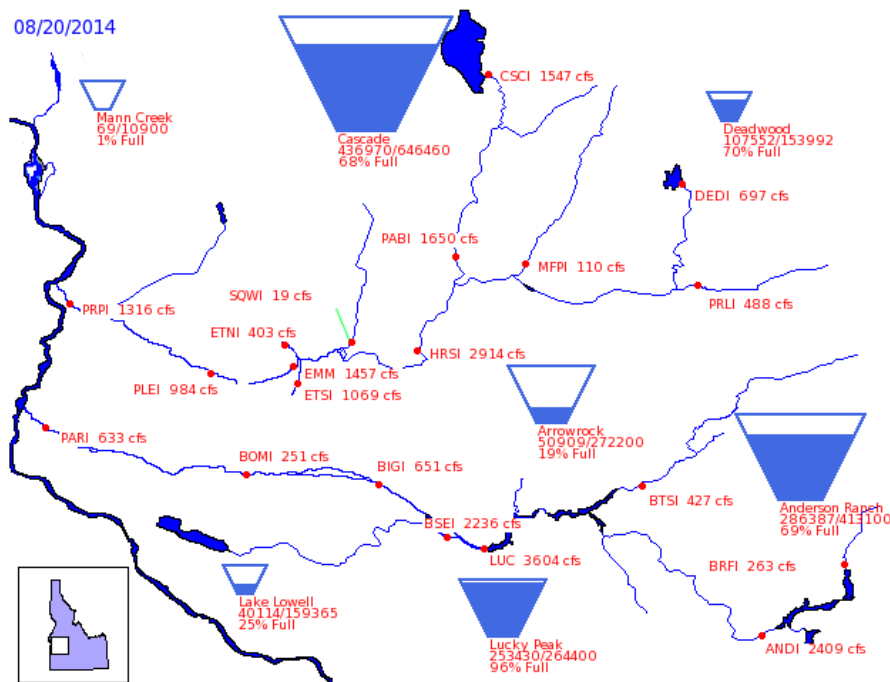 08/20/2014
CSCI 1547 cfs
Mann Creek
69/10900
1% Full
Cascade
436970/646460
68% Full
Deadwood
107552/153992
70% Full
DEDI 697 cfs
PABI 1650 cfs
MFPI 110 cfs
SQWI 19 cfs
PRPI 1316 cfs
PRLI 488 cfs
ETNI 403 cfs
HRSI 2914 cfs
EMM 1457 cfs
PLEI 984 cfs
ETSI 1069 cfs
Arrowrock
50909/272200
19% Full
PARI 633 cfs
BOMI 251 cfs
BIGI 651 cfs
BTSI 427 cfs
Anderson Ranch
286387/413100
69% Full
BSEI 2236 cfs
LUC 3604 cfs
BRFI 263 cfs
Lake Lowell
40114/159365
25% Full
Lucky Peak
253430/264400
96% Full
ANDI 2409 cfs